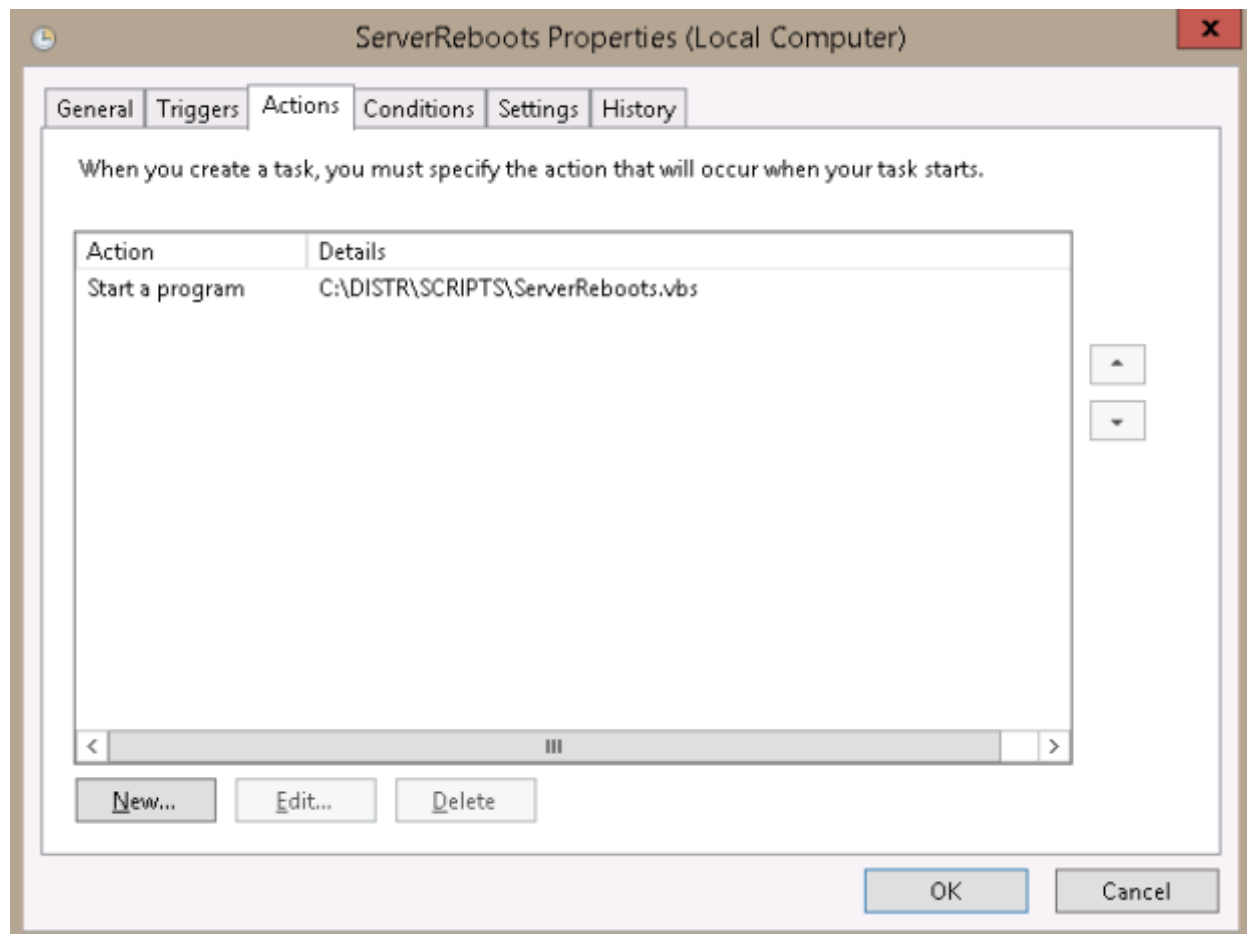 ServerReboots Properties (Local Computer)
x
General Triggers Actions Conditions Settings History
When you create a task, you must specify the action that will occur when your task starts.
Action Details
Start a program C:\DISTR\SCRIPTS\ServerReboots.vbs
New... Edit... Delete
OK Cancel